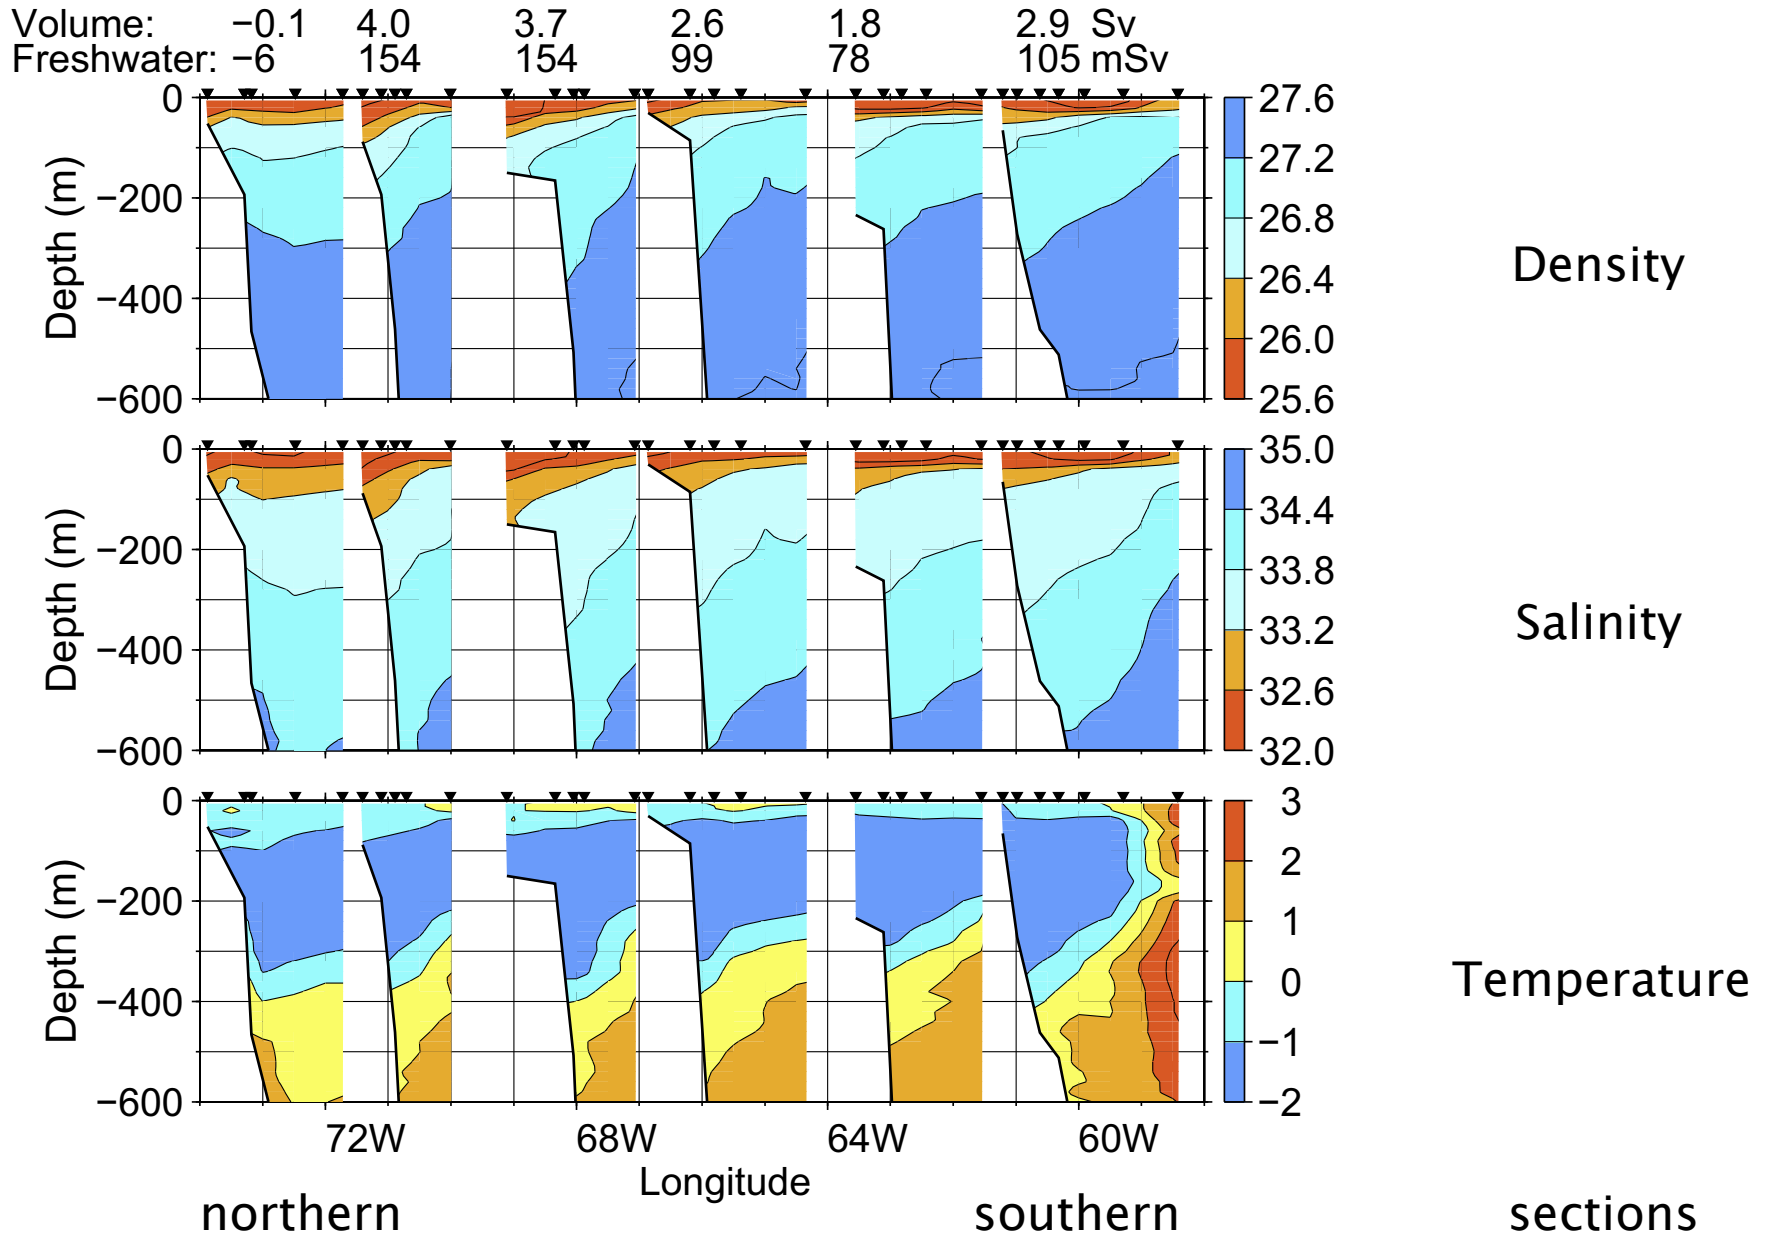 Volume: −0.1 4.0 3.7 2.6 1.8 2.9 Sv
Freshwater: −6 154 154 99 78 105 mSv
0
−200
−400
−600
Depth (m)
27.6
27.2
26.8
26.4
26.0
25.6
Density
0
−200
−400
−600
Depth (m)
35.0
34.4
33.8
33.2
32.6
32.0
Salinity
0
−200
−400
−600
Depth (m)
3
2
1
0
−1
−2
Temperature
72W 68W 64W 60W
Longitude
northern southern sections